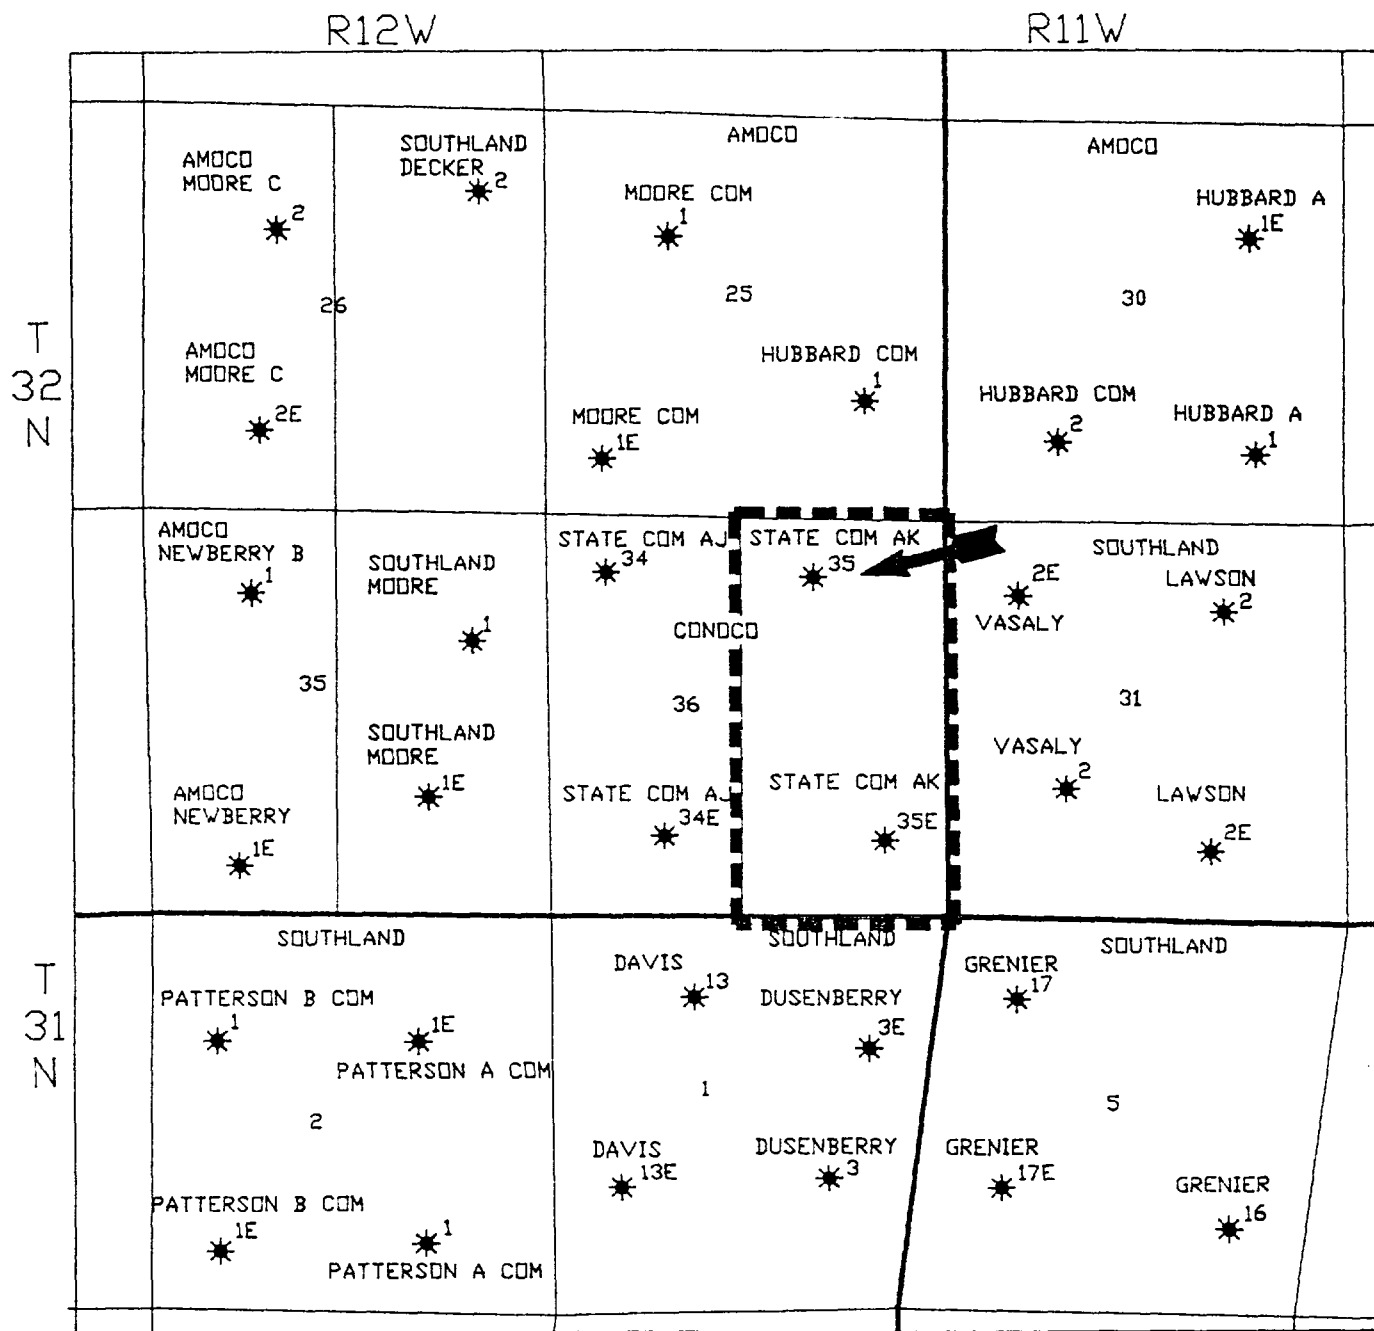 R12W
R11W
T
32
N
AMOCO
MOORE C
2
SOUTHLAND
DECKER
2
26
AMOCO
MOORE C
2E
AMOCO
MOORE COM
1
25
HUBBARD COM
1
MOORE COM
1E
AMOCO
HUBBARD A
1E
30
HUBBARD COM
2
HUBBARD A
1
AMOCO
NEWBERRY B
1
SOUTHLAND
MOORE
1
35
SOUTHLAND
MOORE
1E
AMOCO
NEWBERRY
1E
STATE COM AJ
34
STATE COM AK
35
CONOCO
36
STATE COM AJ
34E
STATE COM AK
35E
SOUTHLAND
2E
VASALY
LAWSON
2
31
VASALY
2
LAWSON
2E
T
31
N
SOUTHLAND
PATTERSON B COM
1
1E
PATTERSON A COM
2
PATTERSON B COM
1E
1
PATTERSON A COM
SOUTHLAND
DAVIS
13
DUSENBERRY
3E
1
DAVIS
13E
DUSENBERRY
3
GRENIER
17
SOUTHLAND
5
GRENIER
17E
GRENIER
16